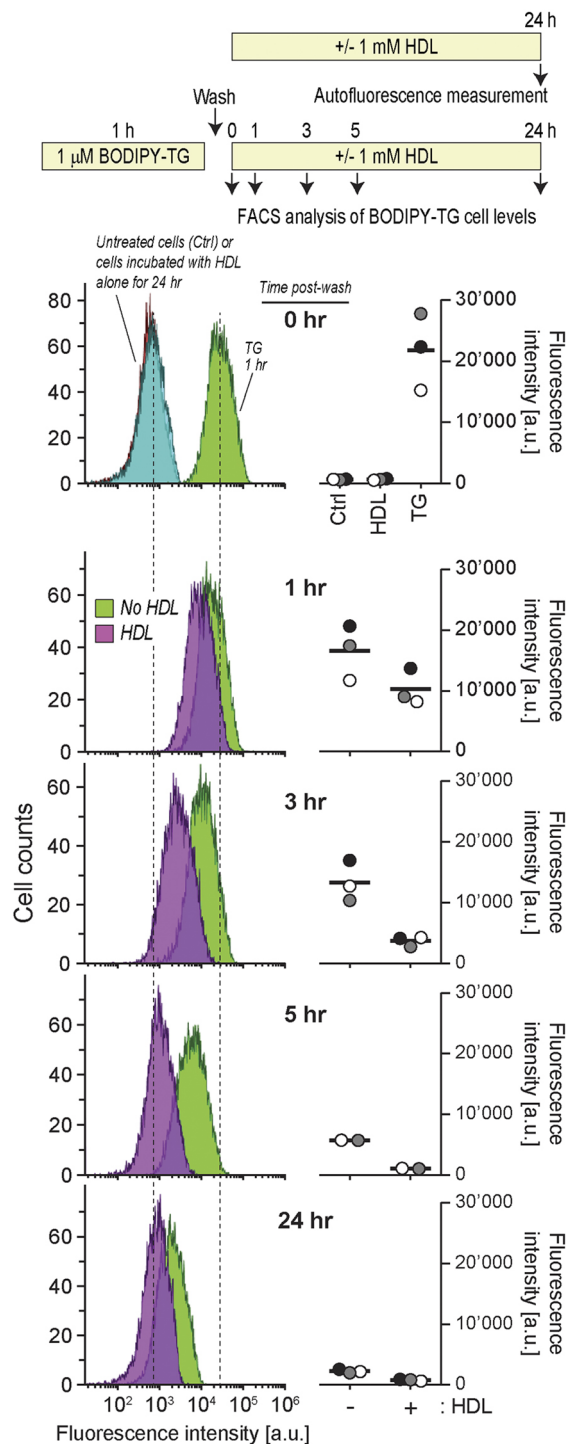 24 h
+/- 1 mM HDL
Wash
Autofluorescence measurement
1 h
0 1 3 5 24 h
1 µM BODIPY-TG
+/- 1 mM HDL
FACS analysis of BODIPY-TG cell levels
Untreated cells (Ctrl) or
cells incubated with HDL
alone for 24 hr
Time post-wash
0 hr
TG
1 hr
80
60
40
20
0
30'000
20'000
10'000
0
Fluorescence
intensity [a.u.]
Ctrl
HDL
TG
No HDL
HDL
1 hr
60
40
20
0
30'000
20'000
10'000
0
Fluorescence
intensity [a.u.]
Cell counts
3 hr
60
40
20
0
30'000
20'000
10'000
0
Fluorescence
intensity [a.u.]
5 hr
60
40
20
0
30'000
20'000
10'000
0
Fluorescence
intensity [a.u.]
24 hr
60
40
20
0
30'000
20'000
10'000
0
Fluorescence
intensity [a.u.]
10² 10³ 10⁴ 10⁵ 10⁶
Fluorescence intensity [a.u.]
- + : HDL